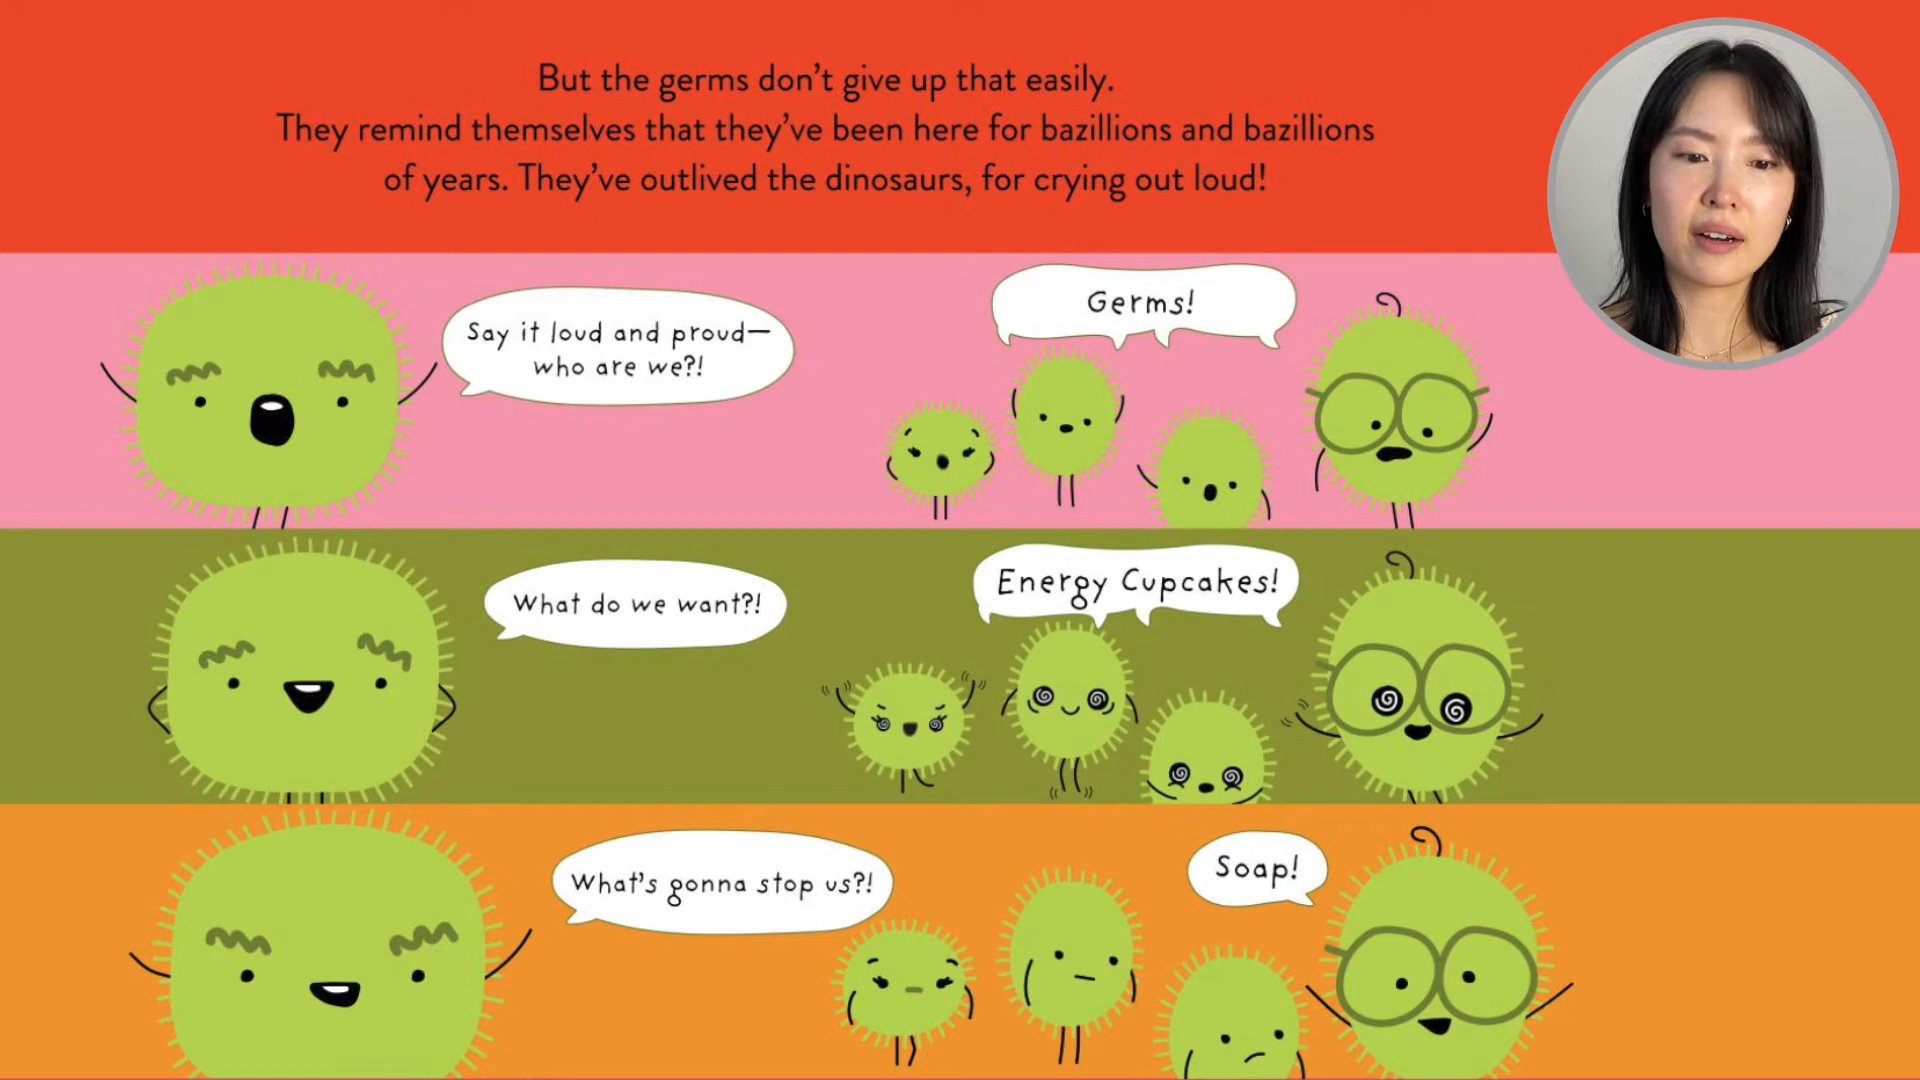 But the germs don't give up that easily.
They remind themselves that they've been here for bazillions and bazillions
of years. They've outlived the dinosaurs, for crying out loud!
Say it loud and proud—
who are we?!
Germs!
What do we want?!
Energy Cupcakes!
What's gonna stop us?!
Soap!